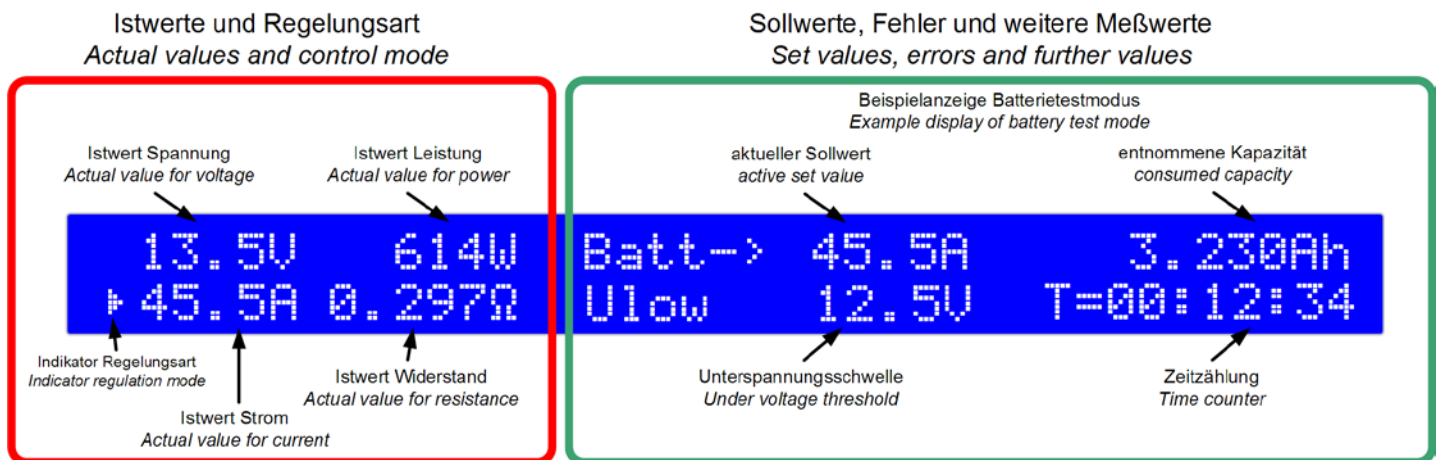 Istwerte und Regelungsart
Actual values and control mode
Sollwerte, Fehler und weitere Meßwerte
Set values, errors and further values
Beispielanzeige Batterietestmodus
Example display of battery test mode
Istwert Spannung
Actual value for voltage
Istwert Leistung
Actual value for power
aktueller Sollwert
active set value
entnommene Kapazität
consumed capacity
13.5V 614W Batt-> 45.5A 3.230Ah
45.5A 0.297Ω Ulow 12.5V T=00:12:34
Indikator Regelungsart
Indicator regulation mode
Istwert Strom
Actual value for current
Istwert Widerstand
Actual value for resistance
Unterspannungsschwelle
Under voltage threshold
Zeitzählung
Time counter